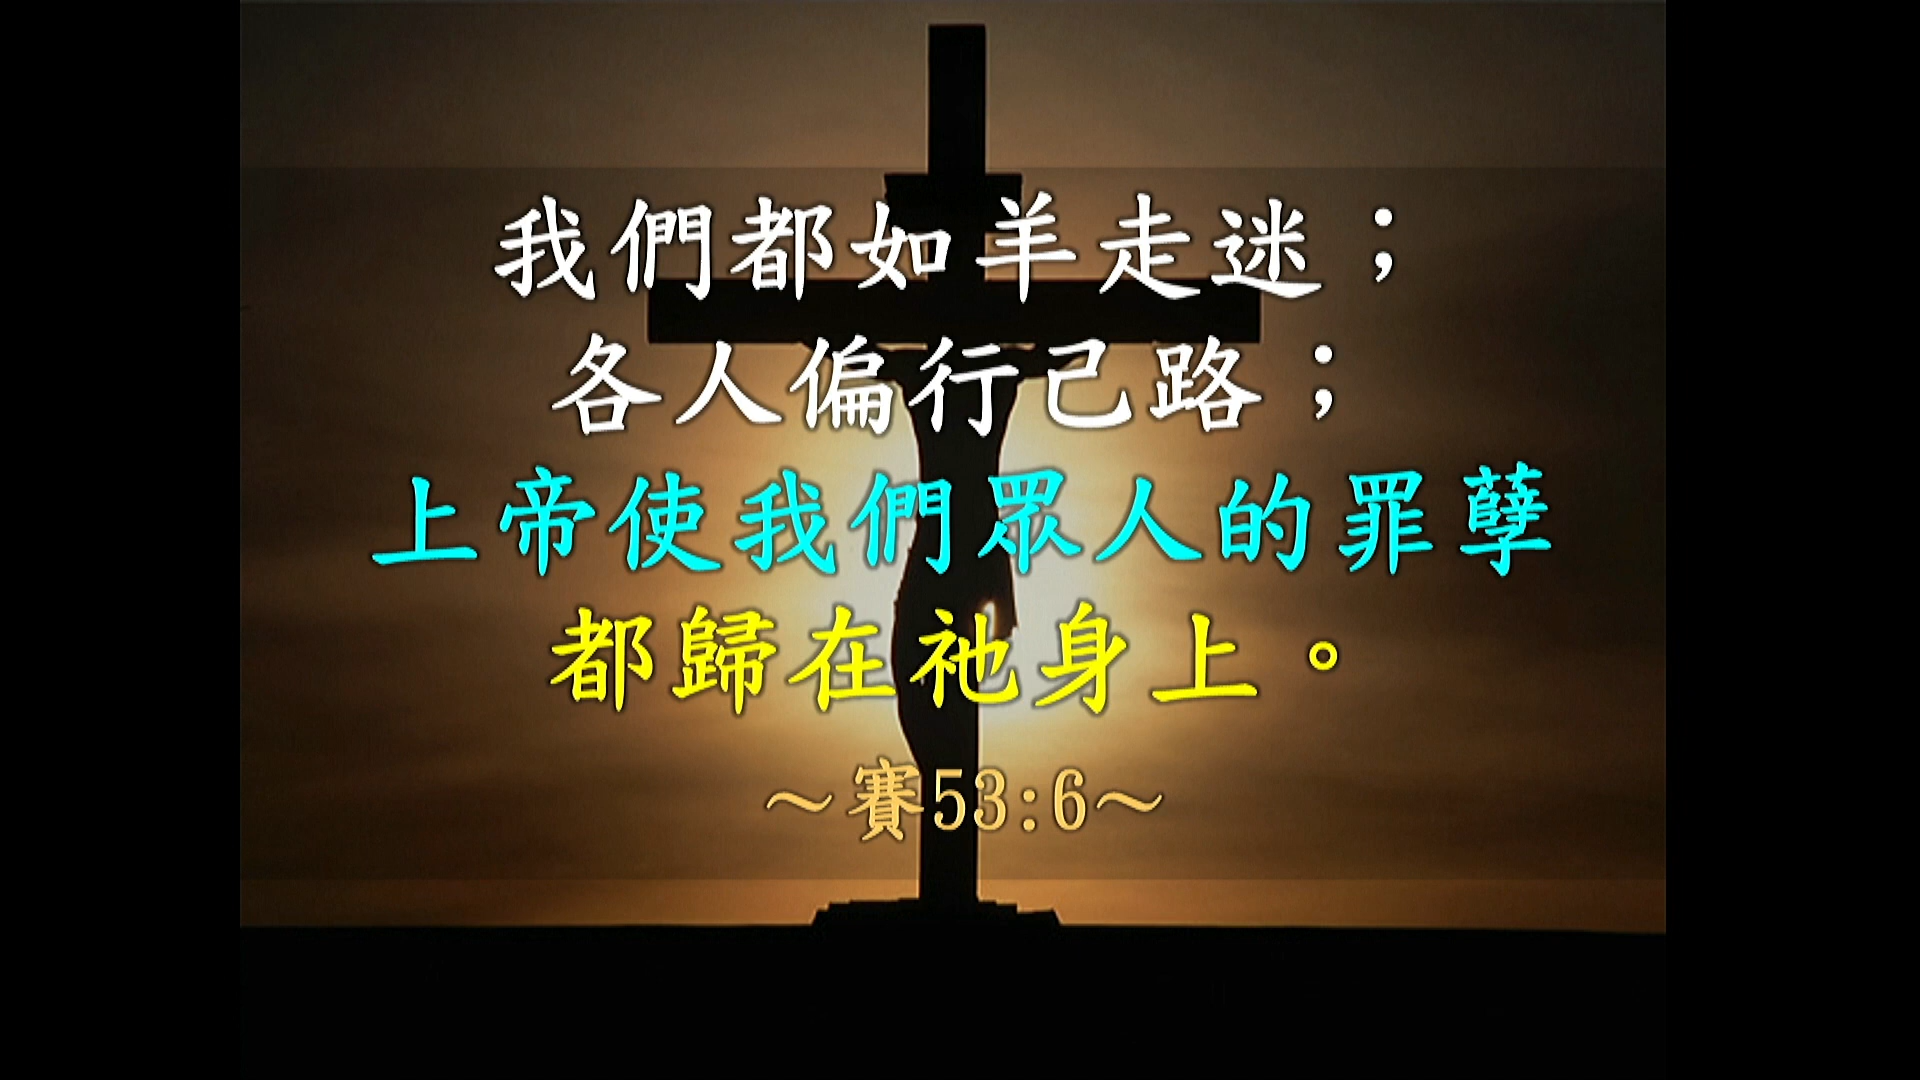 我們都如羊走迷；
各人偏行己路；
上帝使我們眾人的罪孽
都歸在祂身上。
～賽53:6～